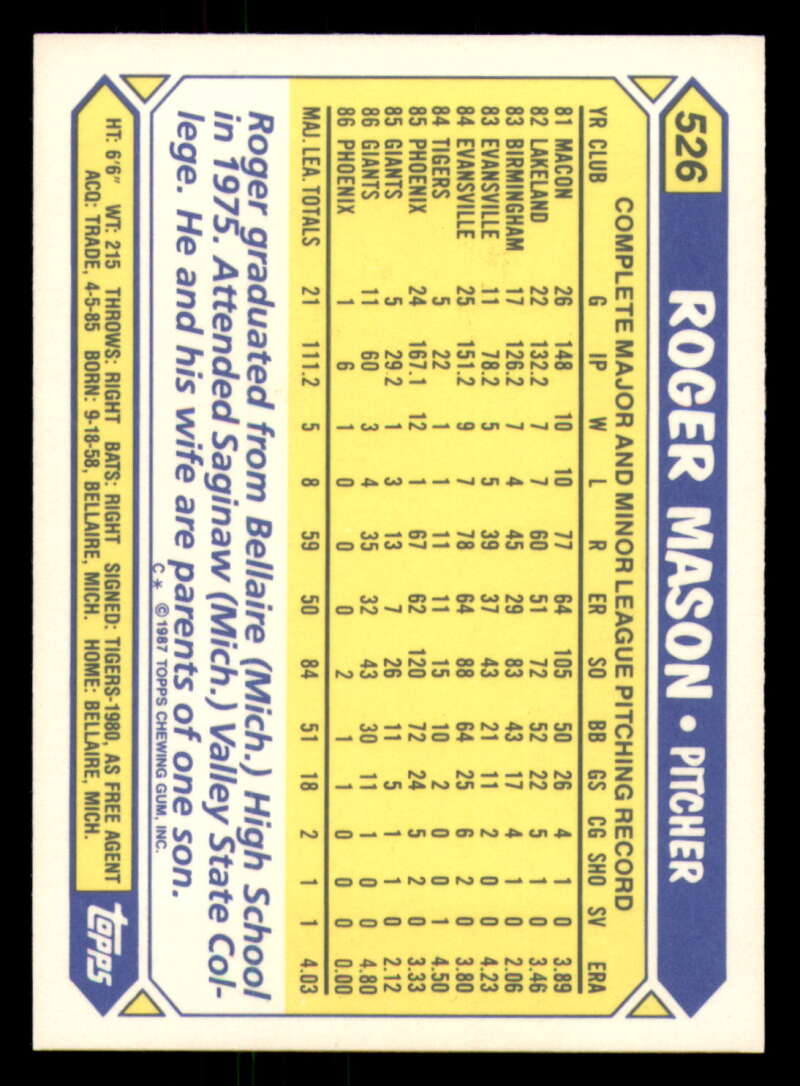 526 ROGER MASON • PITCHER
COMPLETE MAJOR AND MINOR LEAGUE PITCHING RECORD
YR CLUB G IP W L R ER SO BB GS CG SHO SV ERA
81 MACON 26 148 10 10 77 64 105 50 26 4 1 0 3.89
82 LAKELAND 22 132.2 7 7 60 51 72 52 22 5 1 0 3.46
83 BIRMINGHAM 17 126.2 7 4 45 29 83 43 17 4 1 0 2.06
83 EVANSVILLE 11 78.2 5 5 39 37 43 21 11 2 0 0 4.23
84 EVANSVILLE 25 151.2 9 7 78 64 88 64 25 6 2 0 3.80
84 TIGERS 5 22 1 1 11 11 15 10 2 0 0 1 4.50
85 PHOENIX 24 167.1 12 1 67 62 120 72 24 5 2 0 3.33
85 GIANTS 5 29.2 1 3 13 7 26 11 5 1 1 0 2.12
86 GIANTS 11 60 3 4 35 32 43 30 11 1 0 0 4.80
86 PHOENIX 1 6 1 0 0 0 2 1 1 0 0 0 0.00
MAJ. LEA. TOTALS 21 111.2 5 8 59 50 84 51 18 2 1 1 4.03
Roger graduated from Bellaire (Mich.) High School
in 1975. Attended Saginaw (Mich.) Valley State Col-
lege. He and his wife are parents of one son.
C* ©1987 TOPPS CHEWING GUM, INC.
HT: 6'6" WT: 215 THROWS: RIGHT BATS: RIGHT SIGNED: TIGERS-1980, AS FREE AGENT
ACQ: TRADE, 4-5-85 BORN: 9-18-58, BELLAIRE, MICH. HOME: BELLAIRE, MICH.
topps